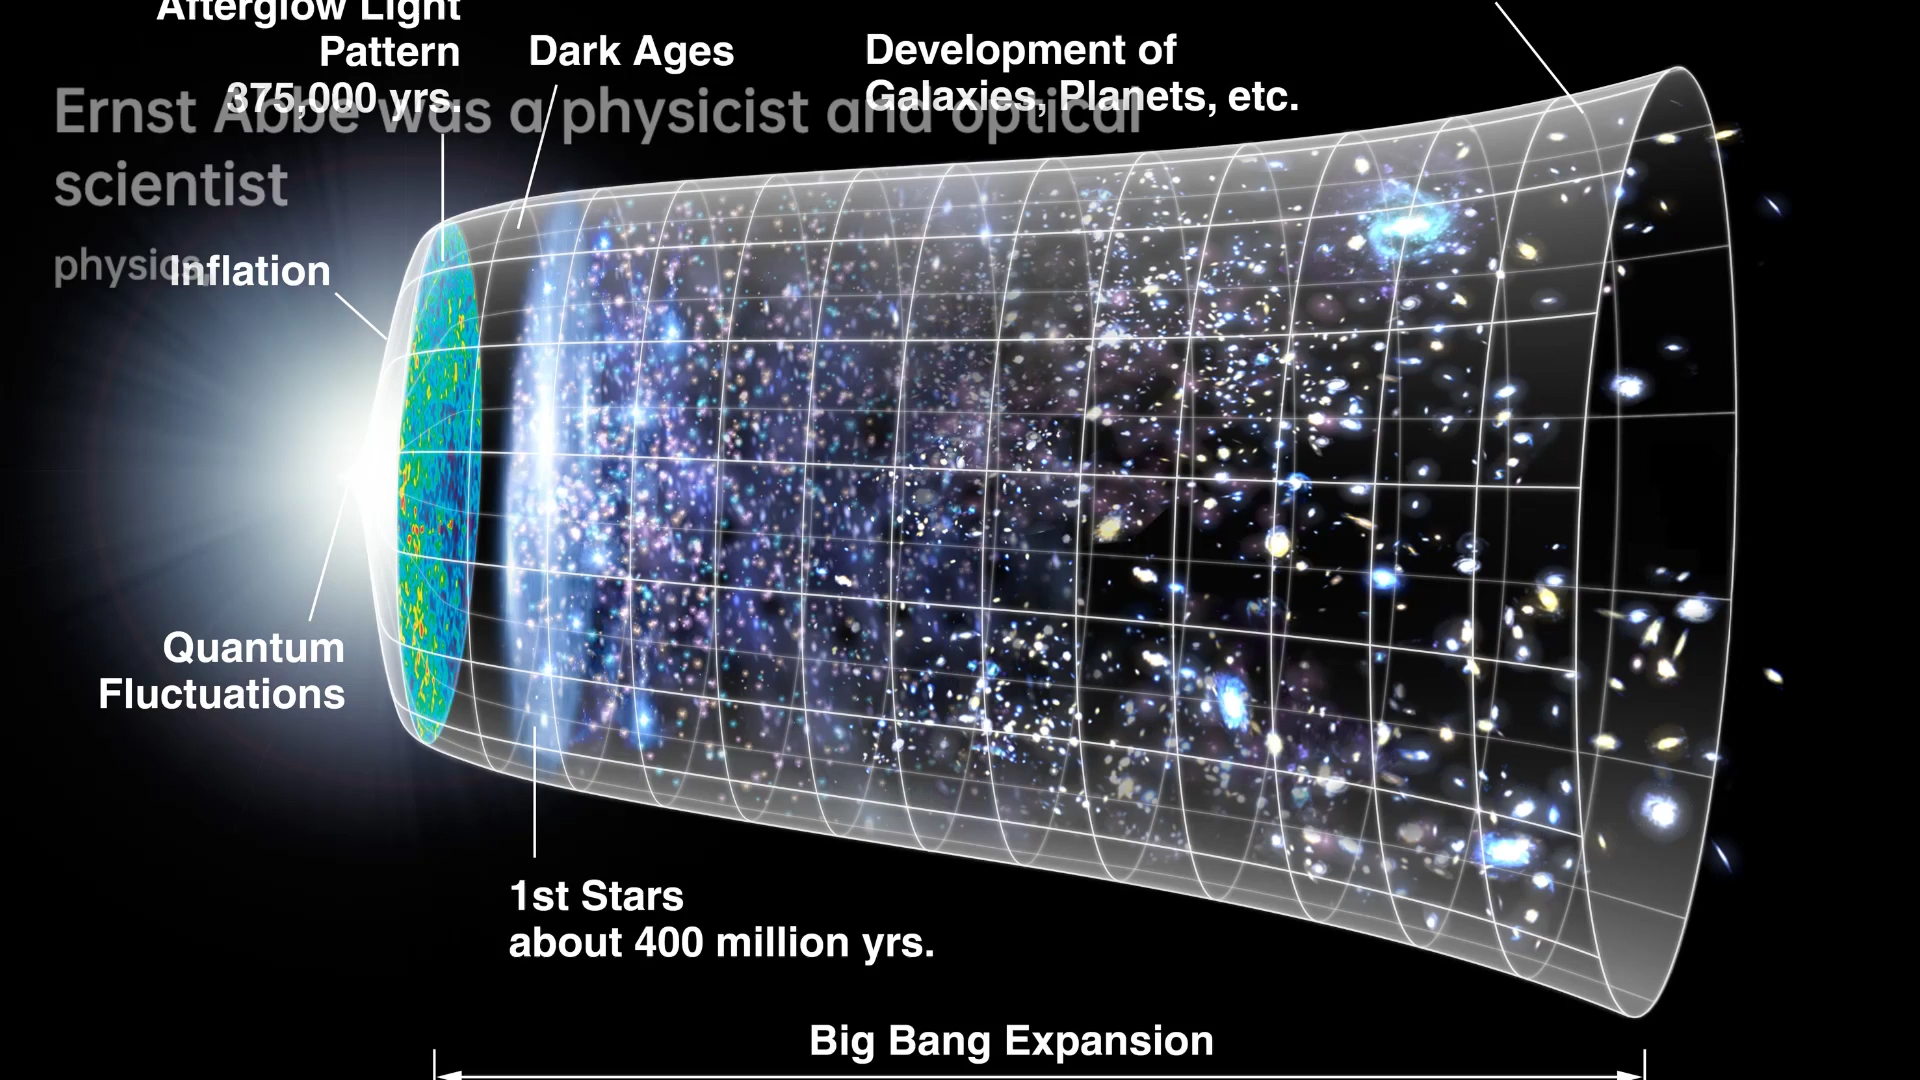 Afterglow Light
Pattern
375,000 yrs.
Dark Ages
Development of
Galaxies, Planets, etc.
Ernst Abbe was a physicist and optical
scientist
physics,
Inflation
Quantum
Fluctuations
1st Stars
about 400 million yrs.
Big Bang Expansion